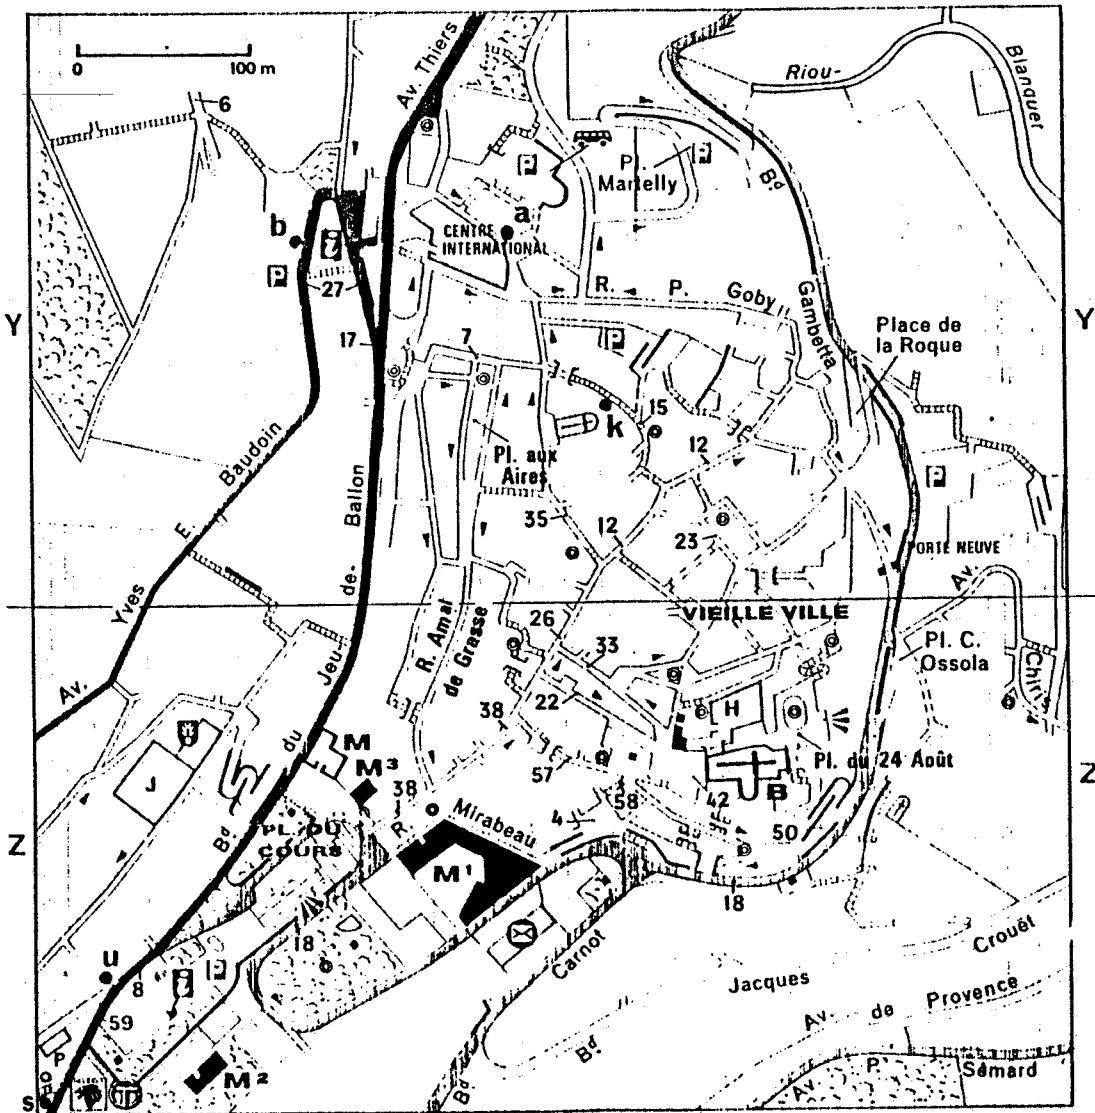 0 100 m
6
Av. Thiers
Riou-
Blanquet
P
Pl.
Martelly
P
Bd
a
b
CENTRE
INTERNATIONAL
P
27
R. P. Goby
Gambetta
Y
Y
17
7
P
Place de
la Roque
k
15
12
Pl. aux
Aires
Baudoin
Ballon
P
35
12
23
E.
PORTE NEUVE
Yves
de-
Av.
VIEILLE VILLE
26
R. Amal
de Grasse
33
Pl. C.
Ossola
Chiris
Av.
Jeu-
22
H
38
du
M
M3
57
Pl. du 24 Août
B
Z
J
38
58
42
Z
Bd
R.
Mirabeau
4
50
PL. DU
COURS
M1
18
18
u
8
P
Carnot
Crouët
Jacques
59
Av. de Provence
Bd
P
M2
Av. P. Sémard
S
Bd